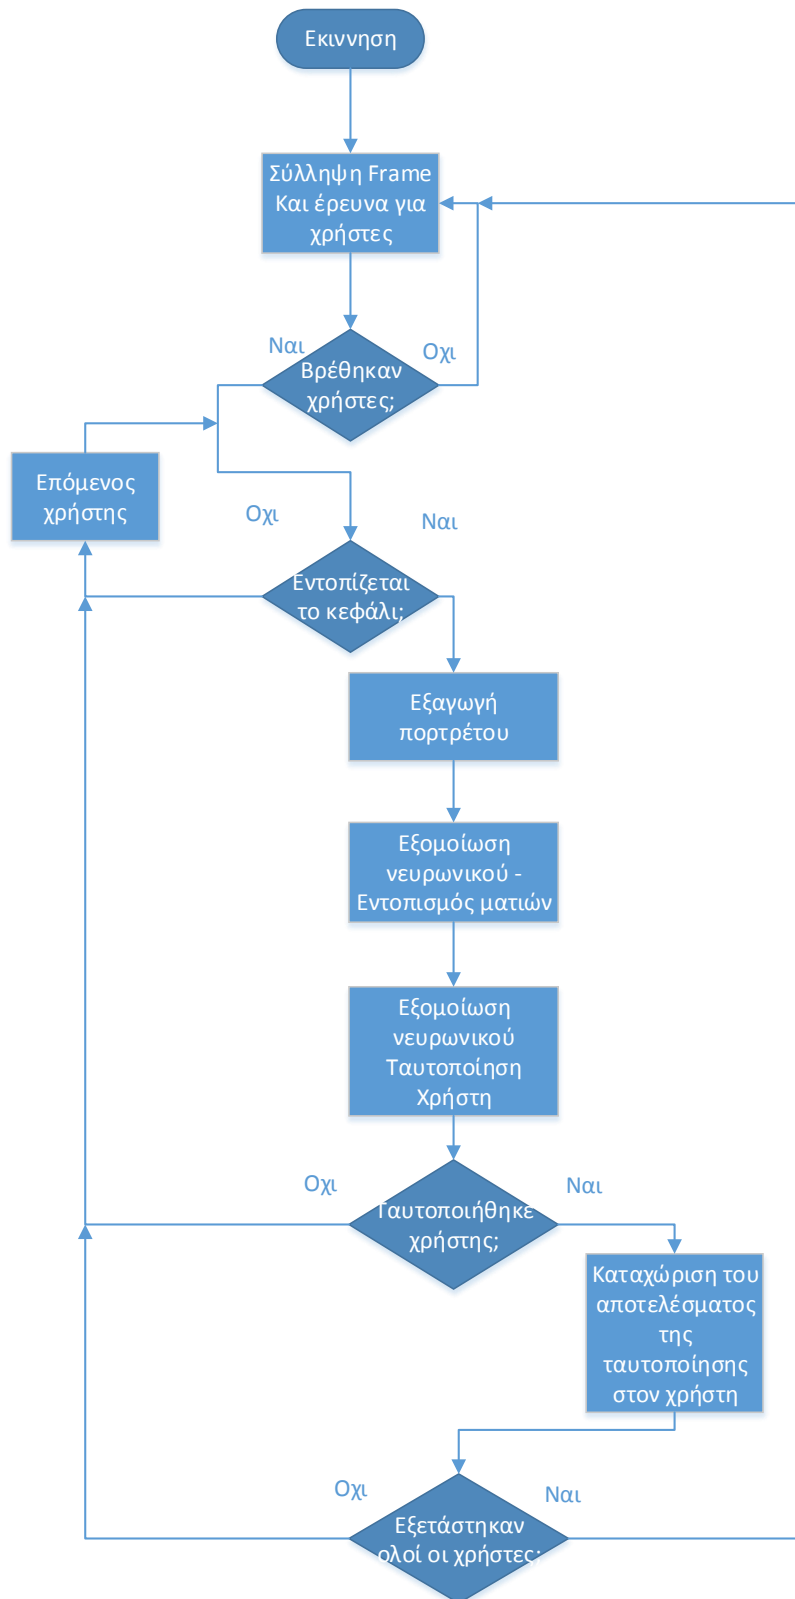 Εκιννηση
Σύλληψη Frame
Και έρευνα για
χρήστες
Ναι
Οχι
Βρέθηκαν
χρήστες;
Επόμενος
χρήστης
Οχι
Ναι
Εντοπίζεται
το κεφάλι;
Εξαγωγή
πορτρέτου
Εξομοίωση
νευρωνικού -
Εντοπισμός ματιών
Εξομοίωση
νευρωνικού
Ταυτοποίηση
Χρήστη
Οχι
Ναι
Ταυτοποιήθηκε
χρήστης;
Καταχώριση του
αποτελέσματος
της
ταυτοποίησης
στον χρήστη
Οχι
Ναι
Εξετάστηκαν
ολοί οι χρήστες;